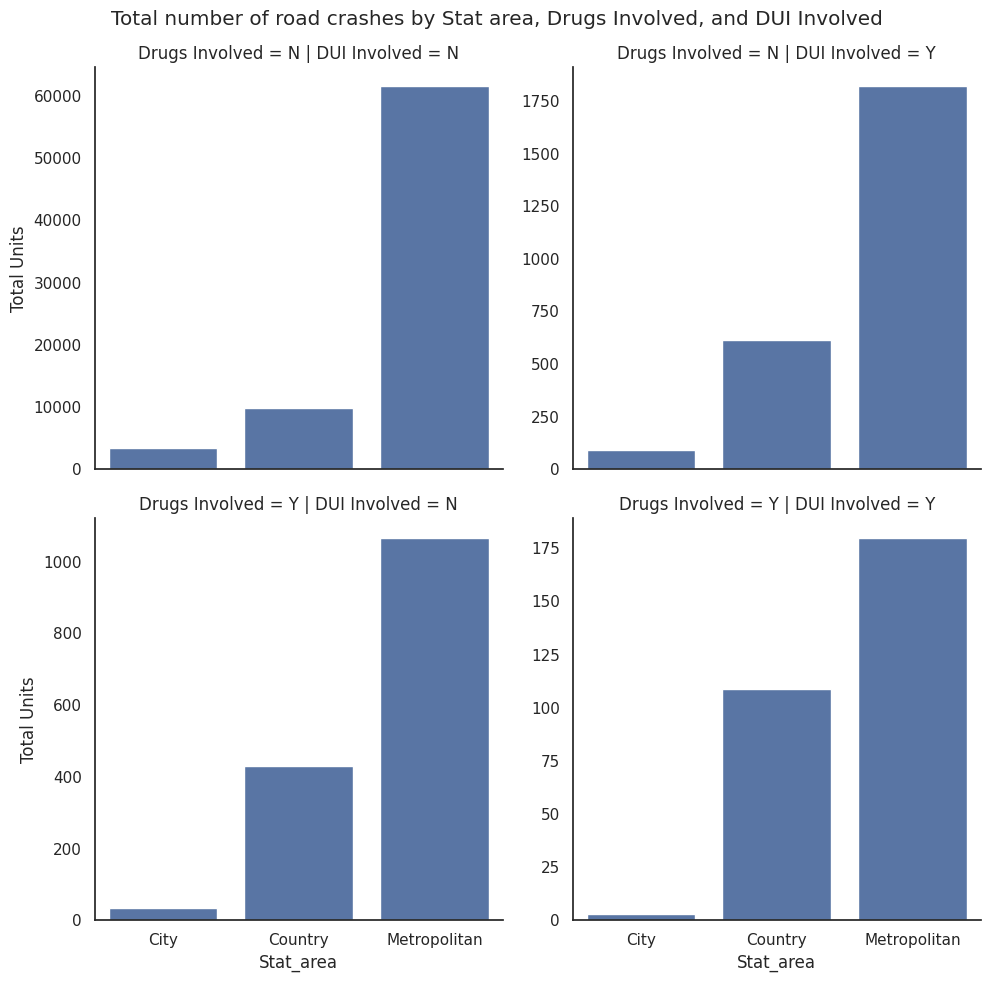 Total number of road crashes by Stat area, Drugs Involved, and DUI Involved
Drugs Involved = N | DUI Involved = N
Total Units
60000
50000
40000
30000
20000
10000
0
Drugs Involved = N | DUI Involved = Y
1750
1500
1250
1000
750
500
250
0
Drugs Involved = Y | DUI Involved = N
Total Units
1000
800
600
400
200
0
City Country Metropolitan
Stat_area
Drugs Involved = Y | DUI Involved = Y
175
150
125
100
75
50
25
0
City Country Metropolitan
Stat_area